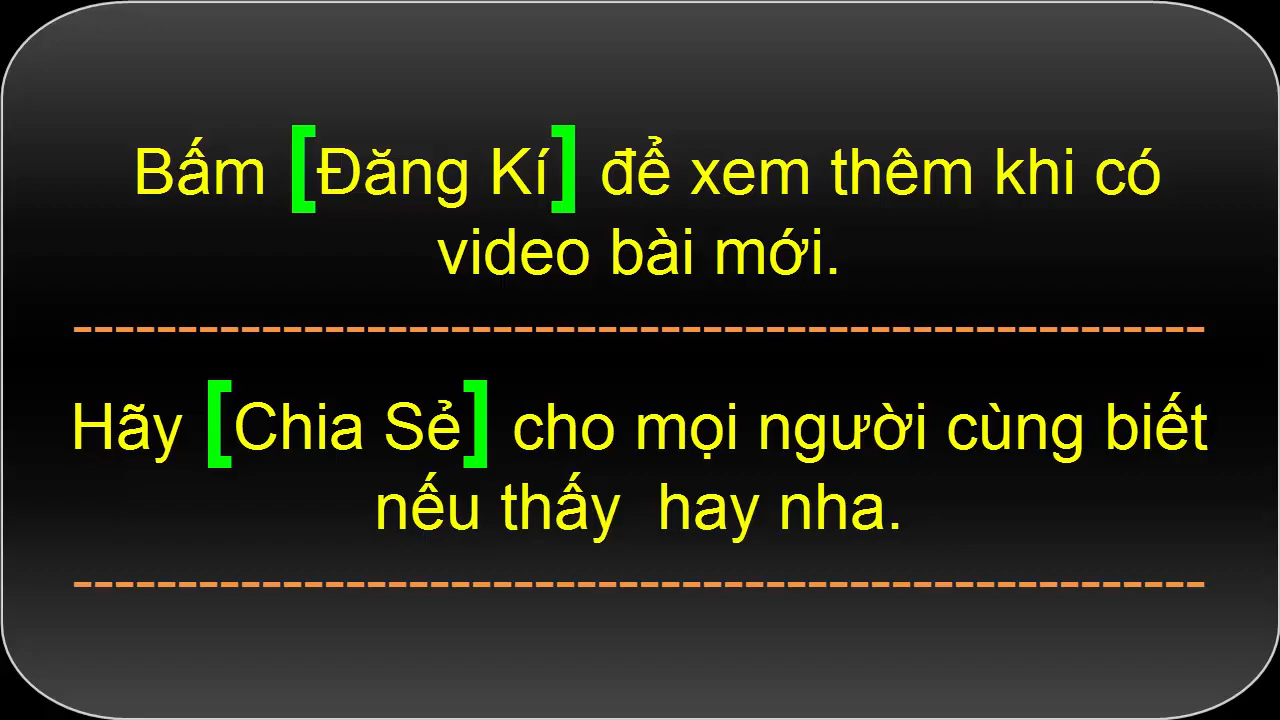 Bấm [Đăng Kí] để xem thêm khi có
video bài mới.
------------------------------------------------------
Hãy [Chia Sẻ] cho mọi người cùng biết
nếu thấy  hay nha.
------------------------------------------------------